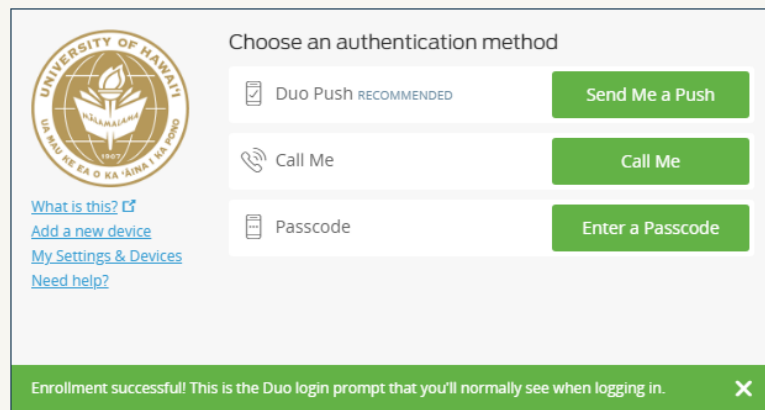 UNIVERSITY OF HAWAI‘I
MĀLAMALAMA
1907
UA MAU KE EA O KA ‘ĀINA I KA PONO
What is this?
Add a new device
My Settings & Devices
Need help?
Choose an authentication method
Duo Push RECOMMENDED
Send Me a Push
Call Me
Call Me
Passcode
Enter a Passcode
Enrollment successful! This is the Duo login prompt that you'll normally see when logging in.